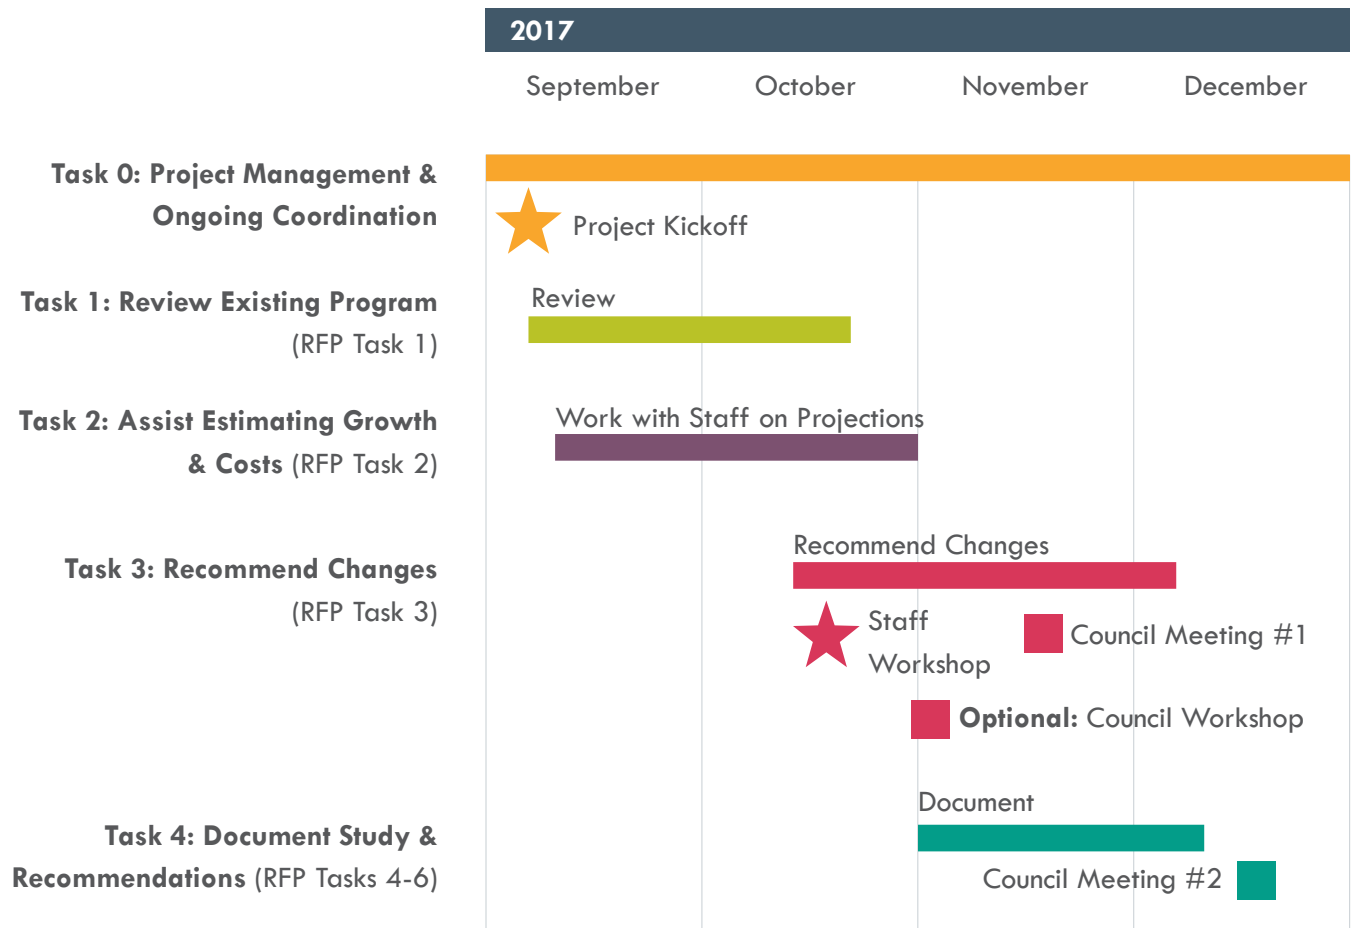 2017
September October November December
Task 0: Project Management &
Ongoing Coordination
Project Kickoff
Task 1: Review Existing Program
(RFP Task 1)
Review
Task 2: Assist Estimating Growth
& Costs (RFP Task 2)
Work with Staff on Projections
Task 3: Recommend Changes
(RFP Task 3)
Recommend Changes
Staff
Workshop
Council Meeting #1
Optional: Council Workshop
Task 4: Document Study &
Recommendations (RFP Tasks 4-6)
Document
Council Meeting #2